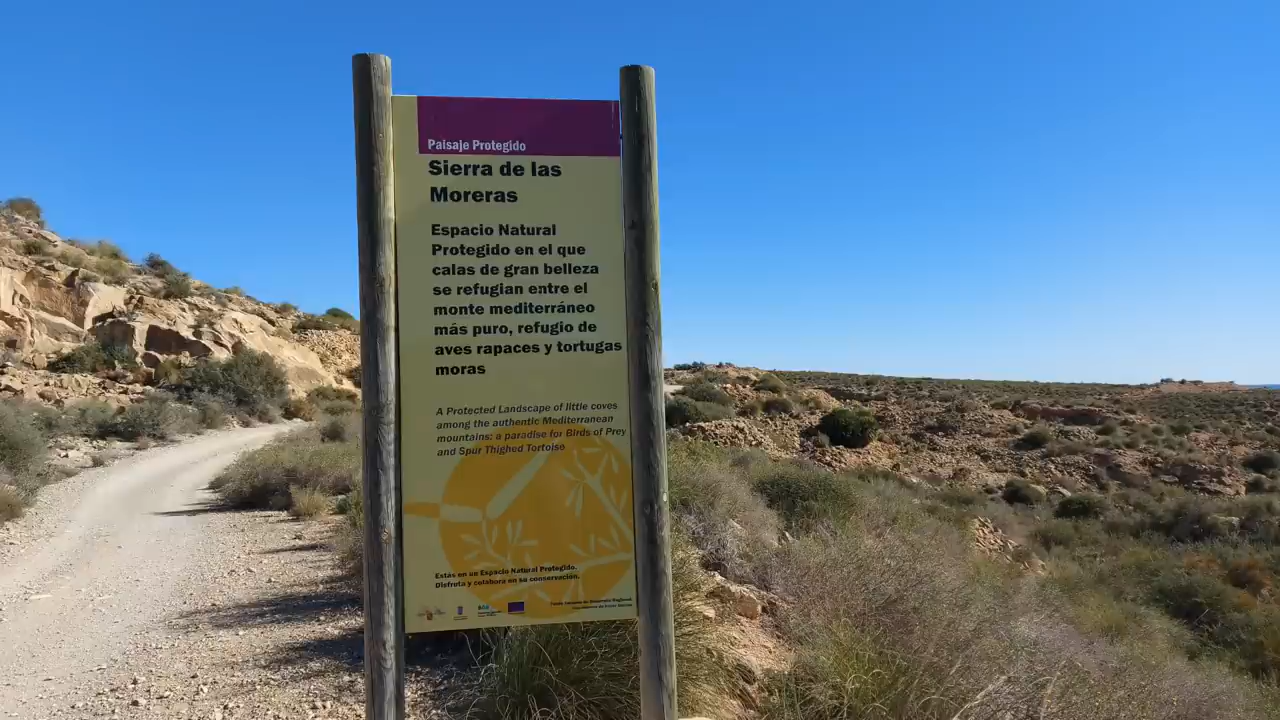 Paisaje Protegido
Sierra de las
Moreras
Espacio Natural
Protegido en el que
calas de gran belleza
se refugian entre el
monte mediterráneo
más puro, refugio de
aves rapaces y tortugas
moras
A Protected Landscape of little coves
among the authentic Mediterranean
mountains: a paradise for Birds of Prey
and Spur Thighed Tortoise
Estás en un Espacio Natural Protegido.
Disfruta y colabora en su conservación.